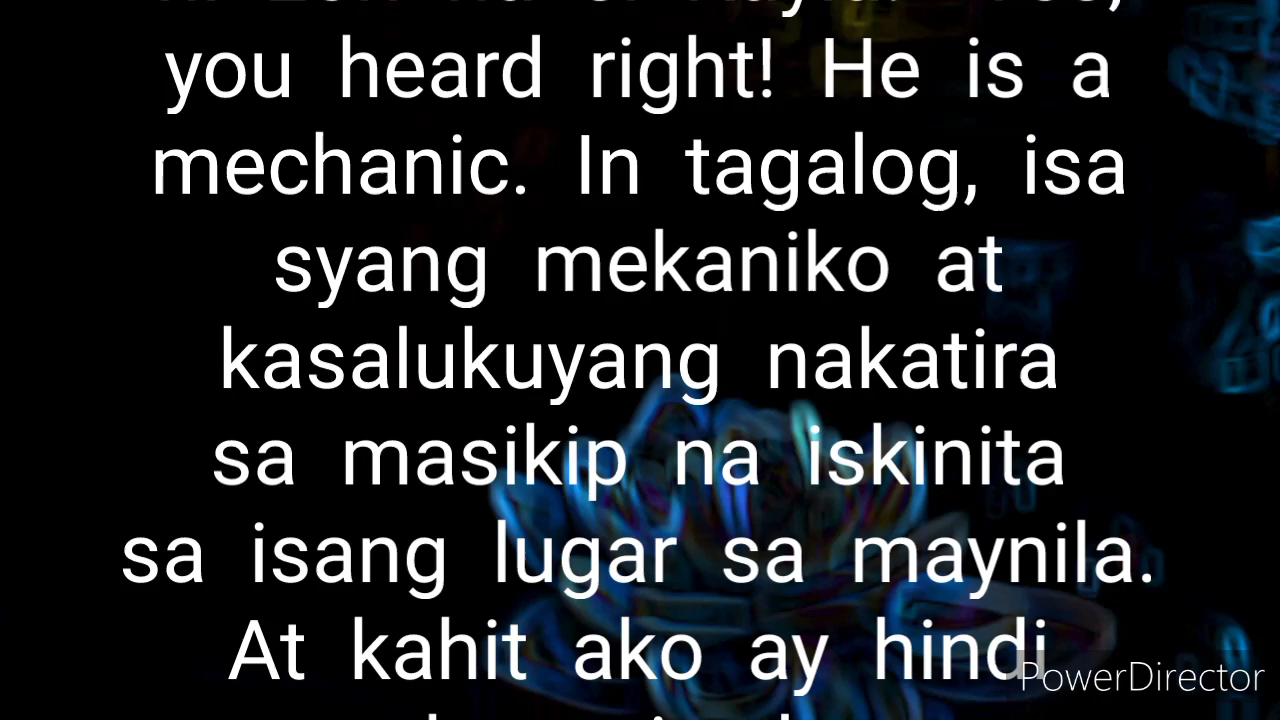 you heard right! He is a
mechanic. In tagalog, isa
syang mekaniko at
kasalukuyang nakatira
sa masikip na iskinita
sa isang lugar sa maynila.
At kahit ako ay hindi
PowerDirector